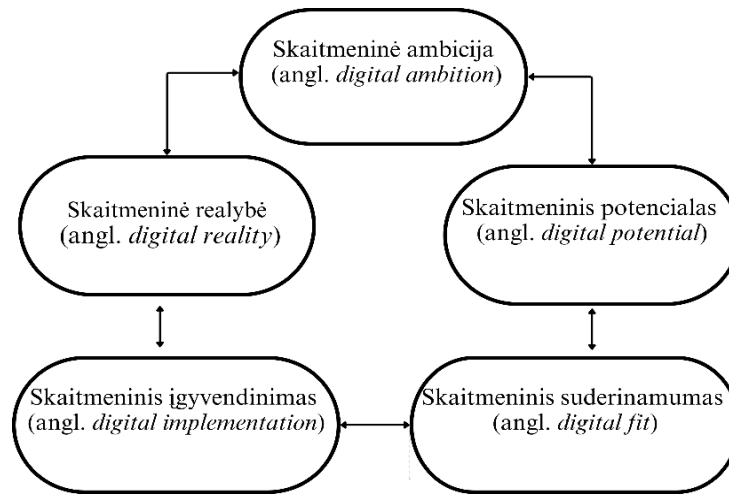 Skaitmeninė ambicija
(angl. digital ambition)
Skaitmeninė realybė
(angl. digital reality)
Skaitmeninis potencialas
(angl. digital potential)
Skaitmeninis įgyvendinimas
(angl. digital implementation)
Skaitmeninis suderinamumas
(angl. digital fit)